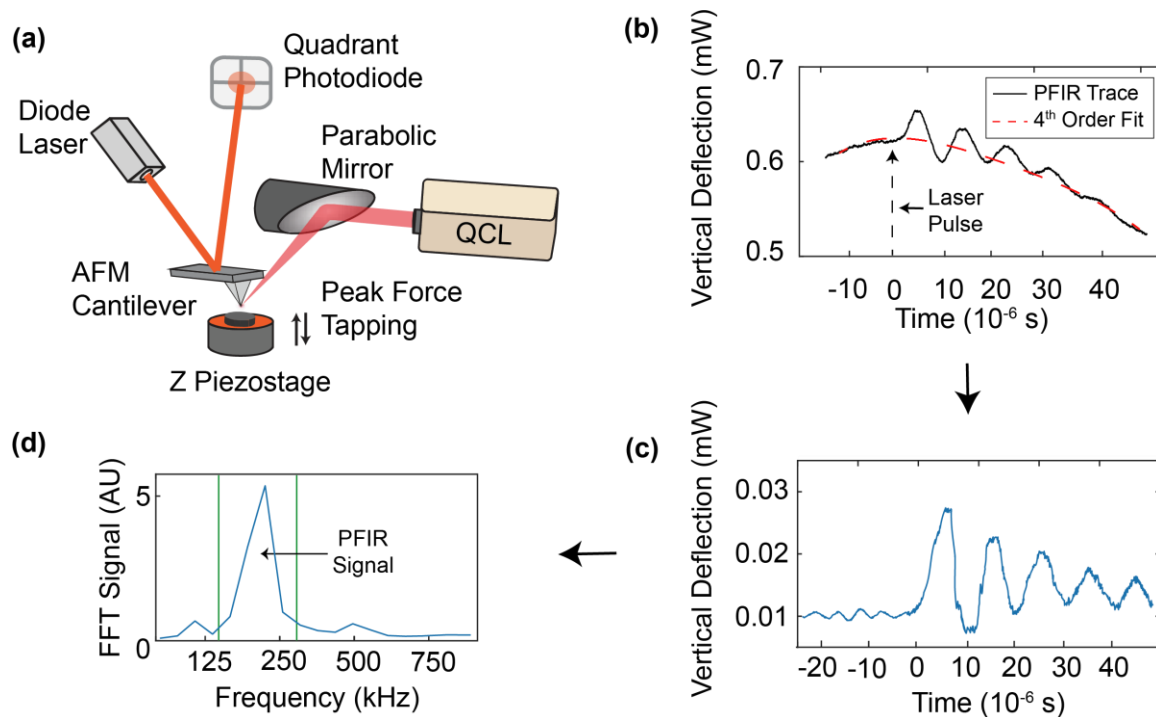 (a)
Quadrant
Photodiode
Diode
Laser
Parabolic
Mirror
QCL
AFM
Cantilever
Peak Force
Tapping
Z Piezostage
(b)
Vertical Deflection (mW)
0.7
0.6
0.5
PFIR Trace
4th Order Fit
Laser
Pulse
-10 0 10 20 30 40
Time (10-6 s)
(c)
Vertical Deflection (mW)
0.03
0.02
0.01
-20 -10 0 10 20 30 40
Time (10-6 s)
(d)
FFT Signal (AU)
5
0
PFIR
Signal
125 250 500 750
Frequency (kHz)